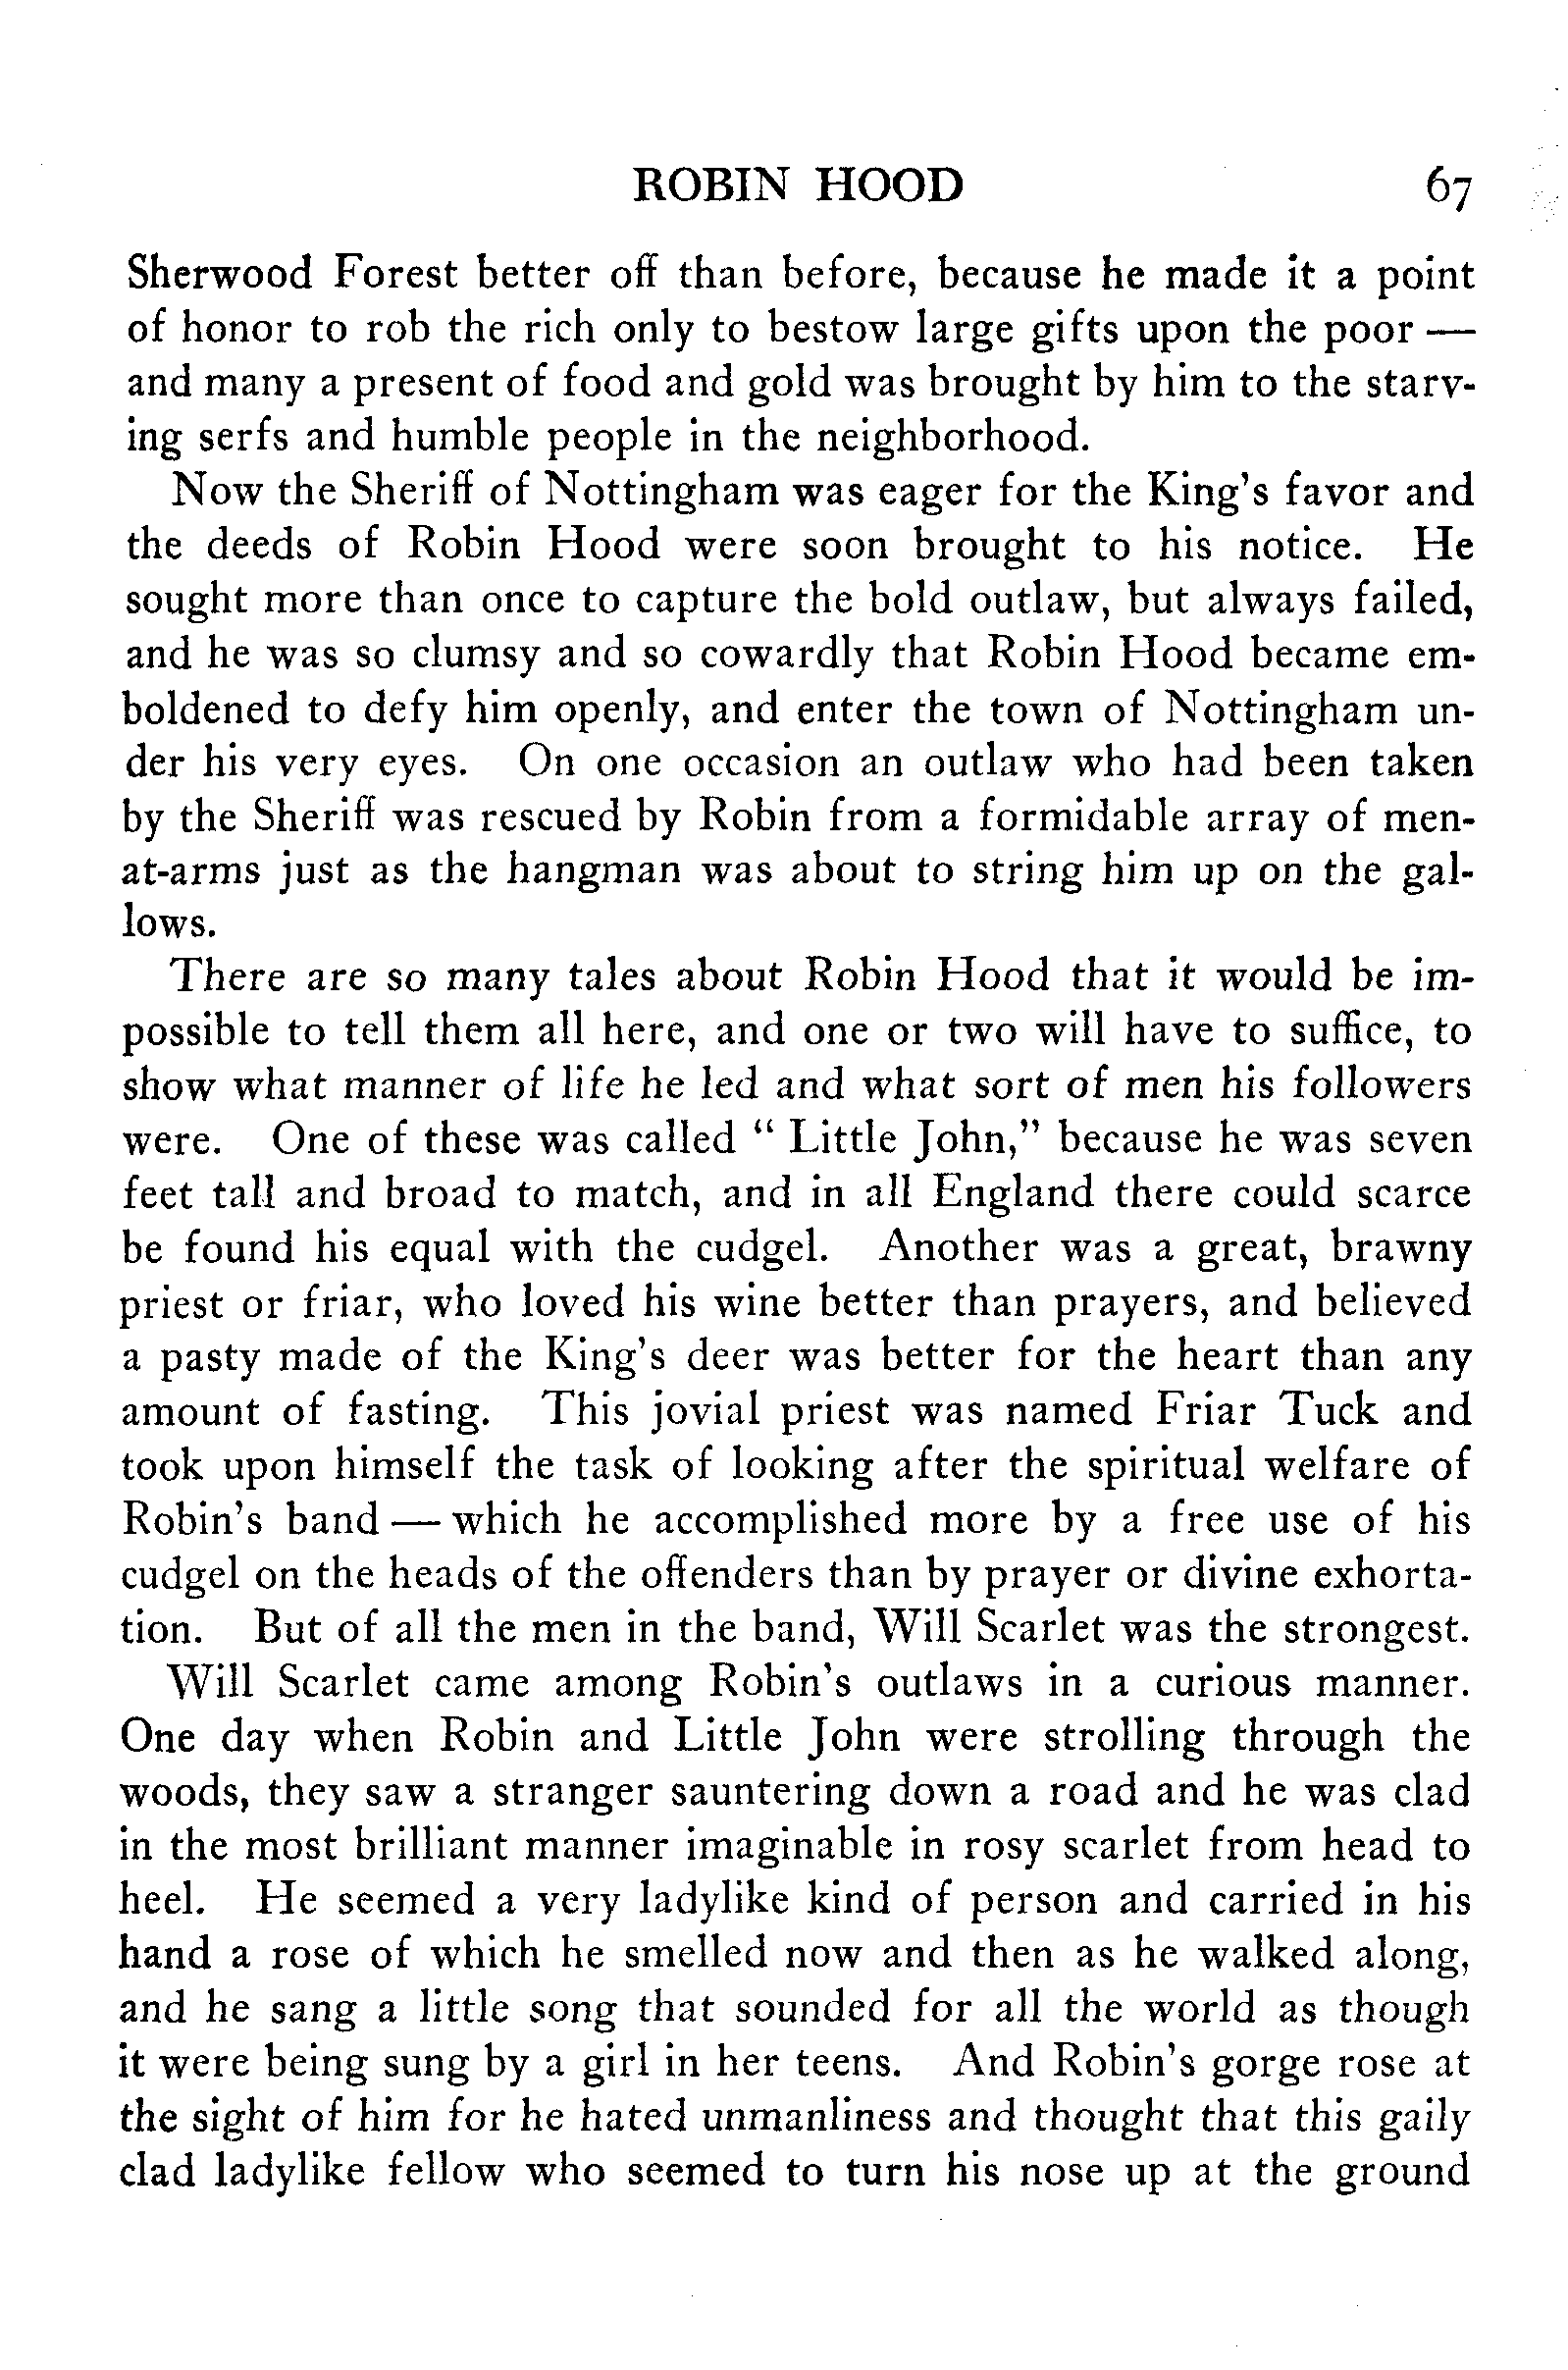 ROBIN HOOD 67
Sherwood Forest better off than before, because he made it a point
of honor to rob the rich only to bestow large gifts upon the poor —
and many a present of food and gold was brought by him to the starv-
ing serfs and humble people in the neighborhood.
Now the Sheriff of Nottingham was eager for the King's favor and
the deeds of Robin Hood were soon brought to his notice. He
sought more than once to capture the bold outlaw, but always failed,
and he was so clumsy and so cowardly that Robin Hood became em-
boldened to defy him openly, and enter the town of Nottingham un-
der his very eyes. On one occasion an outlaw who had been taken
by the Sheriff was rescued by Robin from a formidable array of men-
at-arms just as the hangman was about to string him up on the gal-
lows.
There are so many tales about Robin Hood that it would be im-
possible to tell them all here, and one or two will have to suffice, to
show what manner of life he led and what sort of men his followers
were. One of these was called “ Little John,” because he was seven
feet tall and broad to match, and in all England there could scarce
be found his equal with the cudgel. Another was a great, brawny
priest or friar, who loved his wine better than prayers, and believed
a pasty made of the King's deer was better for the heart than any
amount of fasting. This jovial priest was named Friar Tuck and
took upon himself the task of looking after the spiritual welfare of
Robin's band — which he accomplished more by a free use of his
cudgel on the heads of the offenders than by prayer or divine exhorta-
tion. But of all the men in the band, Will Scarlet was the strongest.
Will Scarlet came among Robin's outlaws in a curious manner.
One day when Robin and Little John were strolling through the
woods, they saw a stranger sauntering down a road and he was clad
in the most brilliant manner imaginable in rosy scarlet from head to
heel. He seemed a very ladylike kind of person and carried in his
hand a rose of which he smelled now and then as he walked along,
and he sang a little song that sounded for all the world as though
it were being sung by a girl in her teens. And Robin's gorge rose at
the sight of him for he hated unmanliness and thought that this gaily
clad ladylike fellow who seemed to turn his nose up at the ground